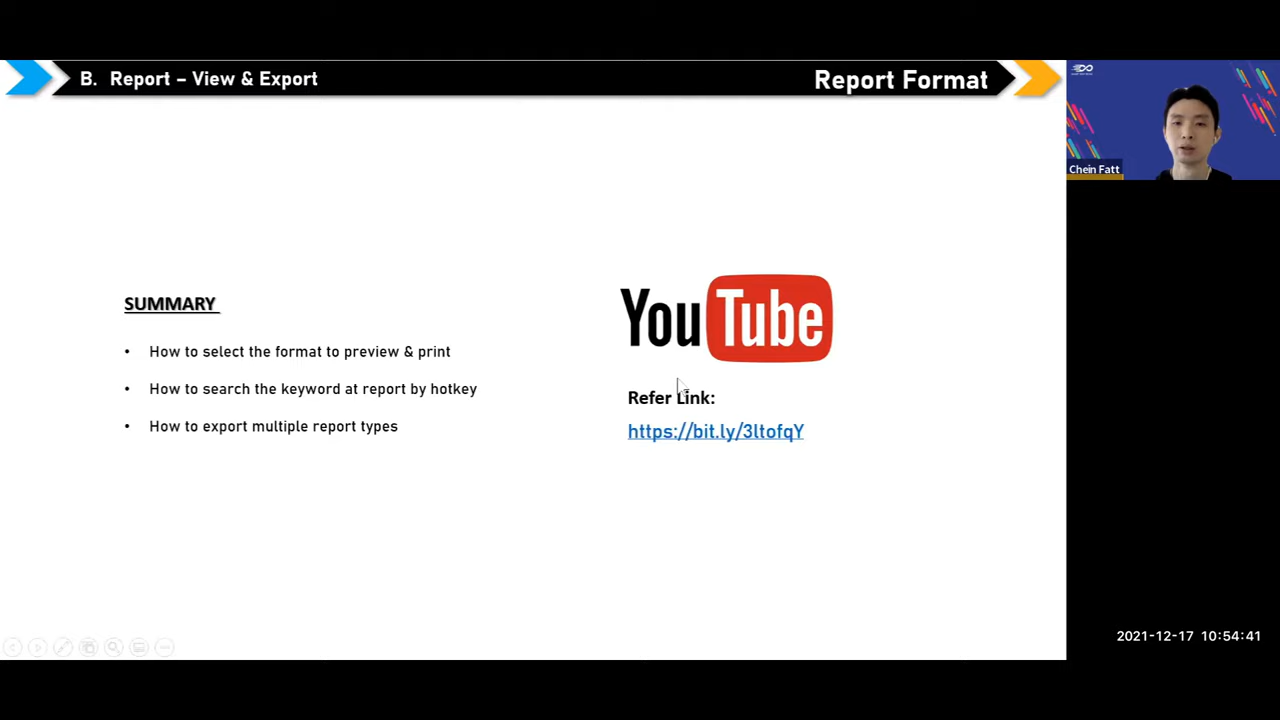 B. Report – View & Export
Report Format
Chein Fatt
SUMMARY
• How to select the format to preview & print
• How to search the keyword at report by hotkey
• How to export multiple report types
YouTube
Refer Link:
https://bit.ly/3ltofqY
2021-12-17 10:54:41